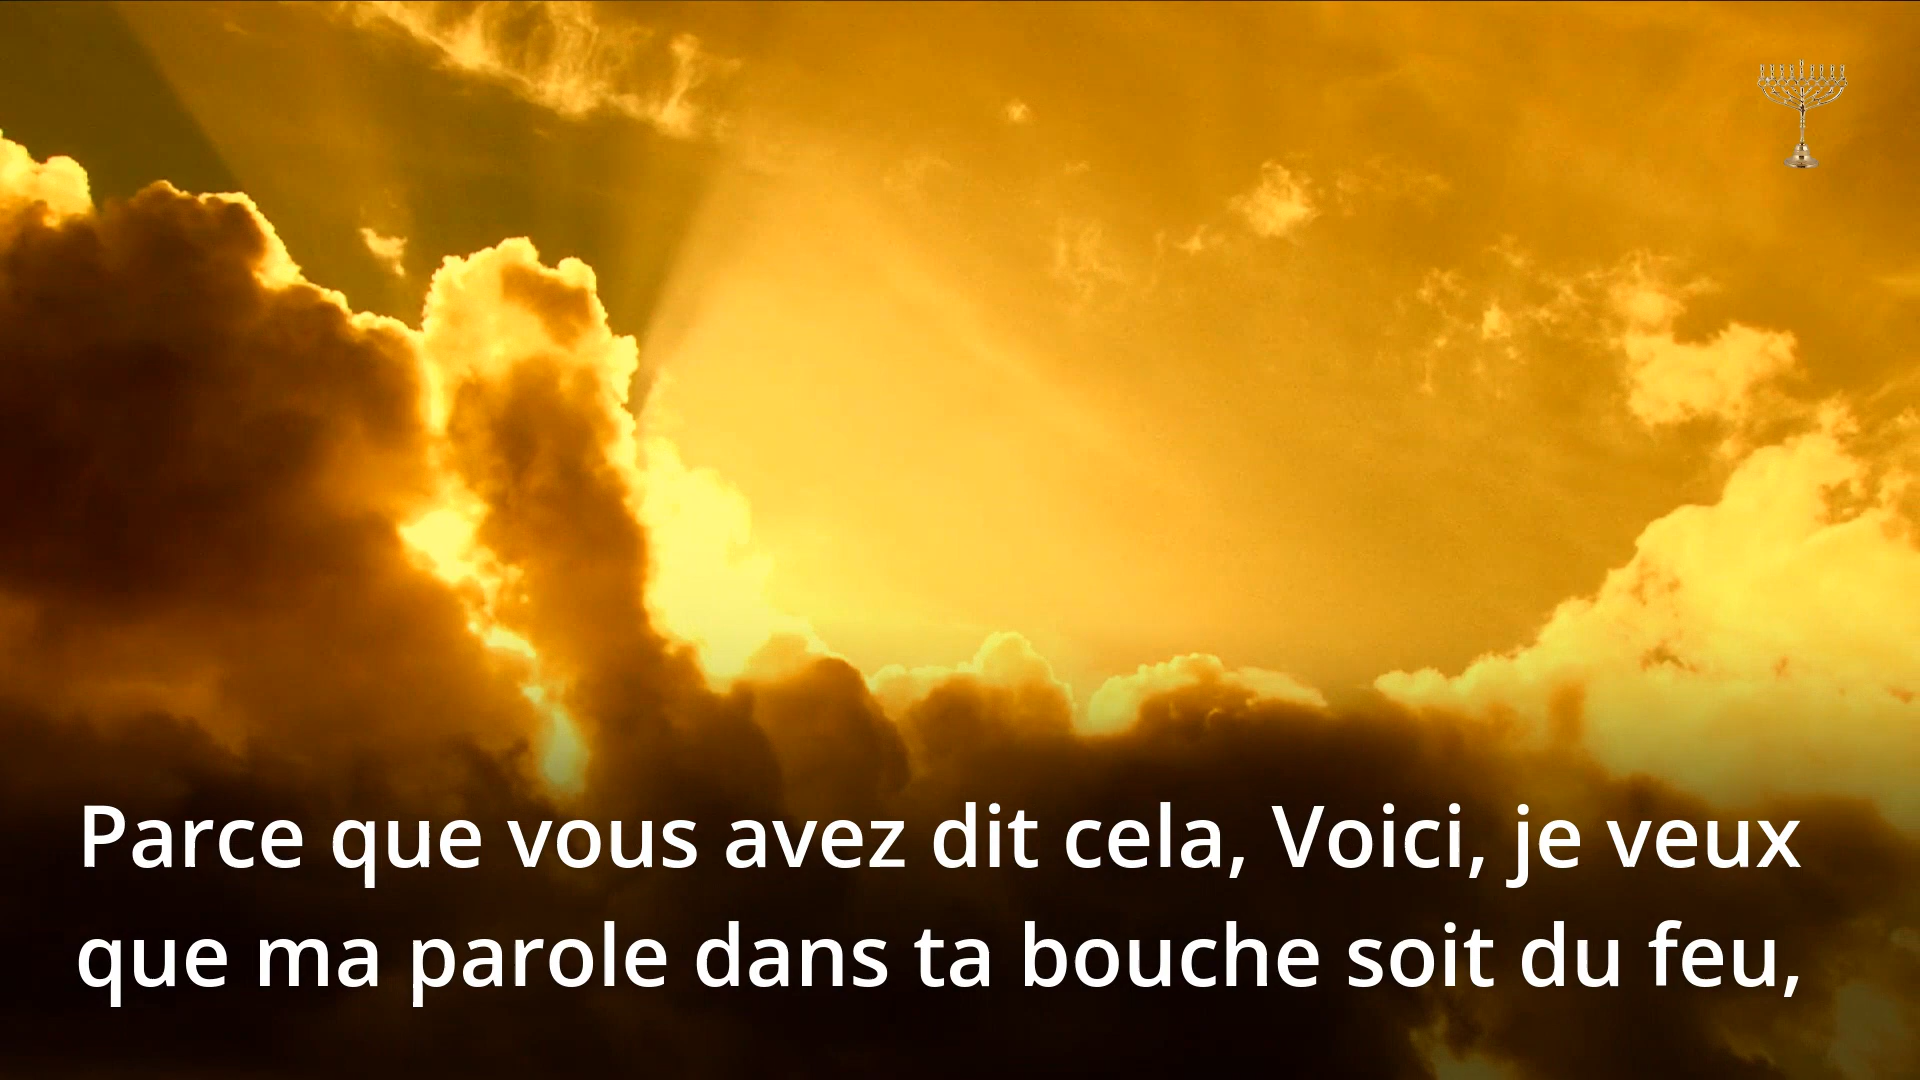 Parce que vous avez dit cela, Voici, je veux
que ma parole dans ta bouche soit du feu,